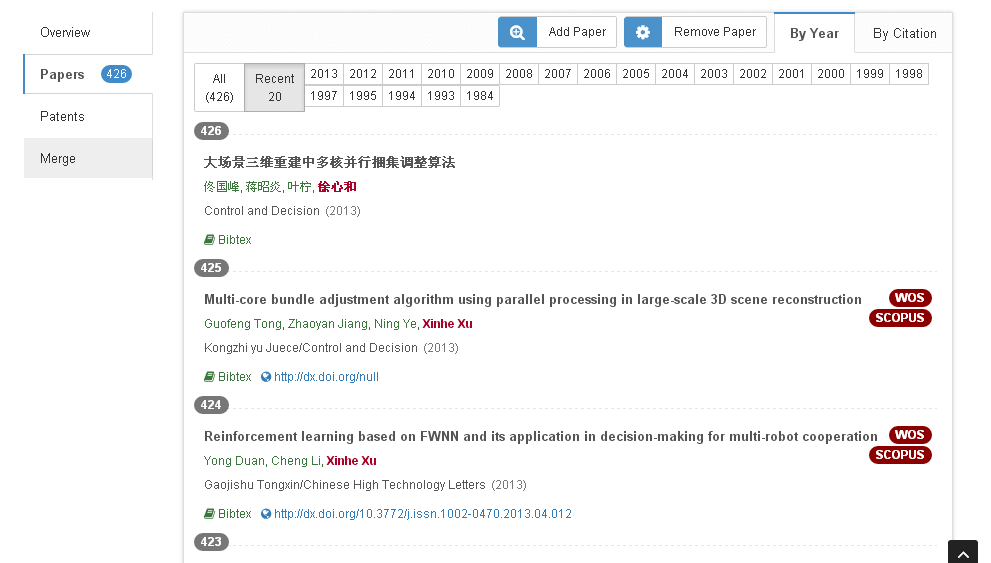 Overview
Papers 426
Patents
Merge
Add Paper Remove Paper By Year By Citation
All
(426)
Recent
20
2013 2012 2011 2010 2009 2008 2007 2006 2005 2004 2003 2002 2001 2000 1999 1998
1997 1995 1994 1993 1984
426
大场景三维重建中多核并行捆集调整算法
佟国峰, 蒋昭炎, 叶柠, 徐心和
Control and Decision (2013)
Bibtex
425
Multi-core bundle adjustment algorithm using parallel processing in large-scale 3D scene reconstruction WOS
SCOPUS
Guofeng Tong, Zhaoyan Jiang, Ning Ye, Xinhe Xu
Kongzhi yu Juece/Control and Decision (2013)
Bibtex http://dx.doi.org/null
424
Reinforcement learning based on FWNN and its application in decision-making for multi-robot cooperation WOS
SCOPUS
Yong Duan, Cheng Li, Xinhe Xu
Gaojishu Tongxin/Chinese High Technology Letters (2013)
Bibtex http://dx.doi.org/10.3772/j.issn.1002-0470.2013.04.012
423